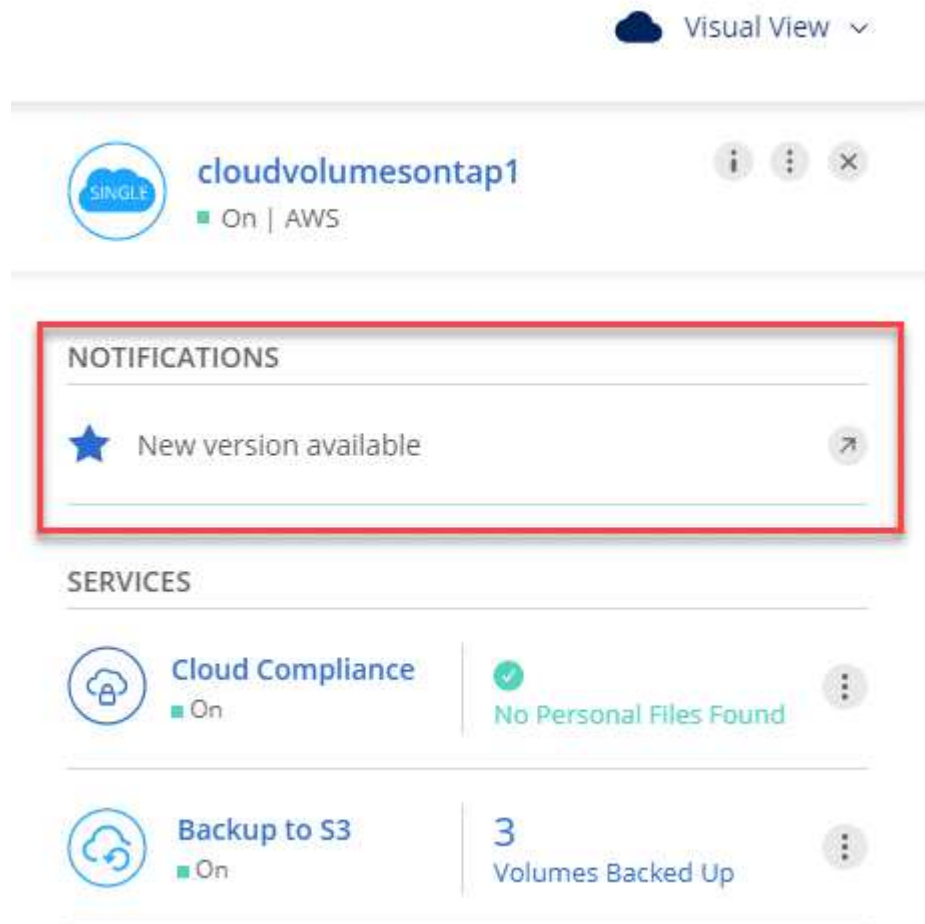 Visual View
cloudvolumesontap1
SINGLE
On | AWS
NOTIFICATIONS
New version available
SERVICES
Cloud Compliance
On
No Personal Files Found
Backup to S3
On
3
Volumes Backed Up